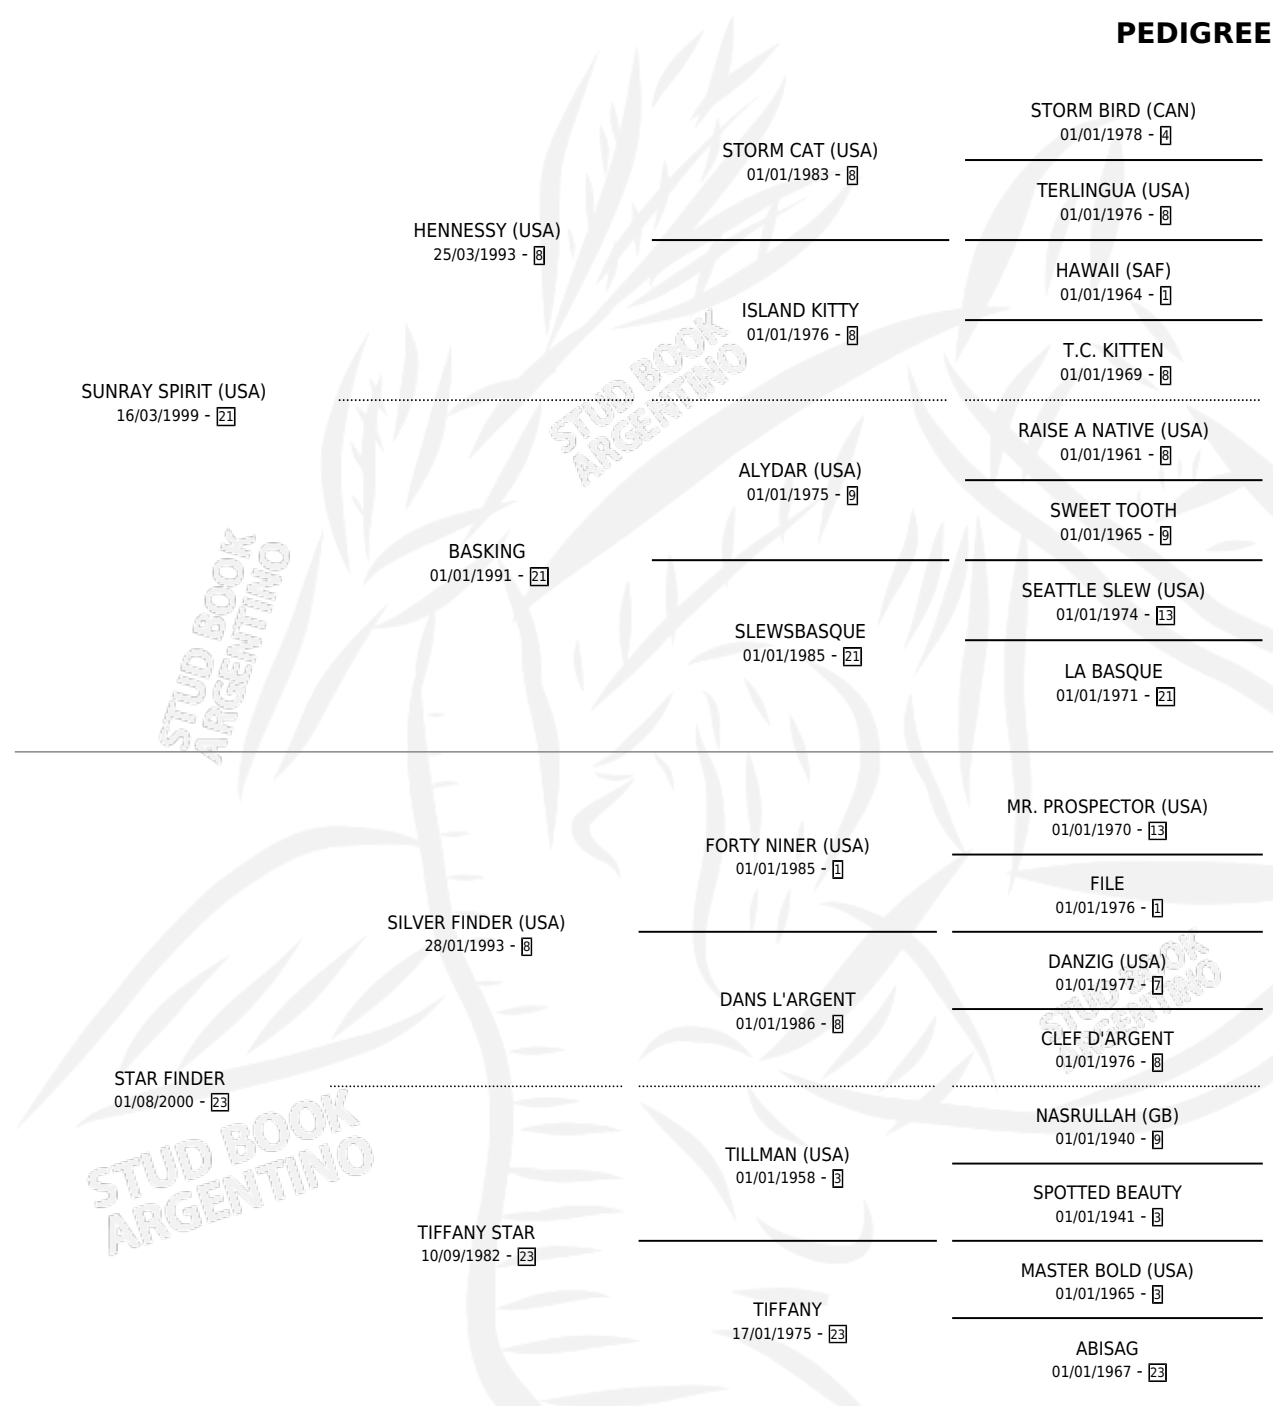 PEDIGREE
STORM BIRD (CAN)
01/01/1978 - 4
STORM CAT (USA)
01/01/1983 - 8
TERLINGUA (USA)
01/01/1976 - 8
HENNESSY (USA)
25/03/1993 - 8
HAWAII (SAF)
01/01/1964 - 1
ISLAND KITTY
01/01/1976 - 8
T.C. KITTEN
01/01/1969 - 8
SUNRAY SPIRIT (USA)
16/03/1999 - 21
RAISE A NATIVE (USA)
01/01/1961 - 8
ALYDAR (USA)
01/01/1975 - 9
SWEET TOOTH
01/01/1965 - 9
BASKING
01/01/1991 - 21
SEATTLE SLEW (USA)
01/01/1974 - 13
SLEWSBASQUE
01/01/1985 - 21
LA BASQUE
01/01/1971 - 21
MR. PROSPECTOR (USA)
01/01/1970 - 13
FORTY NINER (USA)
01/01/1985 - 1
FILE
01/01/1976 - 1
SILVER FINDER (USA)
28/01/1993 - 8
DANZIG (USA)
01/01/1977 - 7
DANS L'ARGENT
01/01/1986 - 8
CLEF D'ARGENT
01/01/1976 - 8
STAR FINDER
01/08/2000 - 23
NASRULLAH (GB)
01/01/1940 - 9
TILLMAN (USA)
01/01/1958 - 3
SPOTTED BEAUTY
01/01/1941 - 3
TIFFANY STAR
10/09/1982 - 23
MASTER BOLD (USA)
01/01/1965 - 3
TIFFANY
17/01/1975 - 23
ABISAG
01/01/1967 - 23
STUD BOOK
ARGENTINO
STUD BOOK
ARGENTINO
STUD BOOK
ARGENTINO
STUD BOOK
ARGENTINO